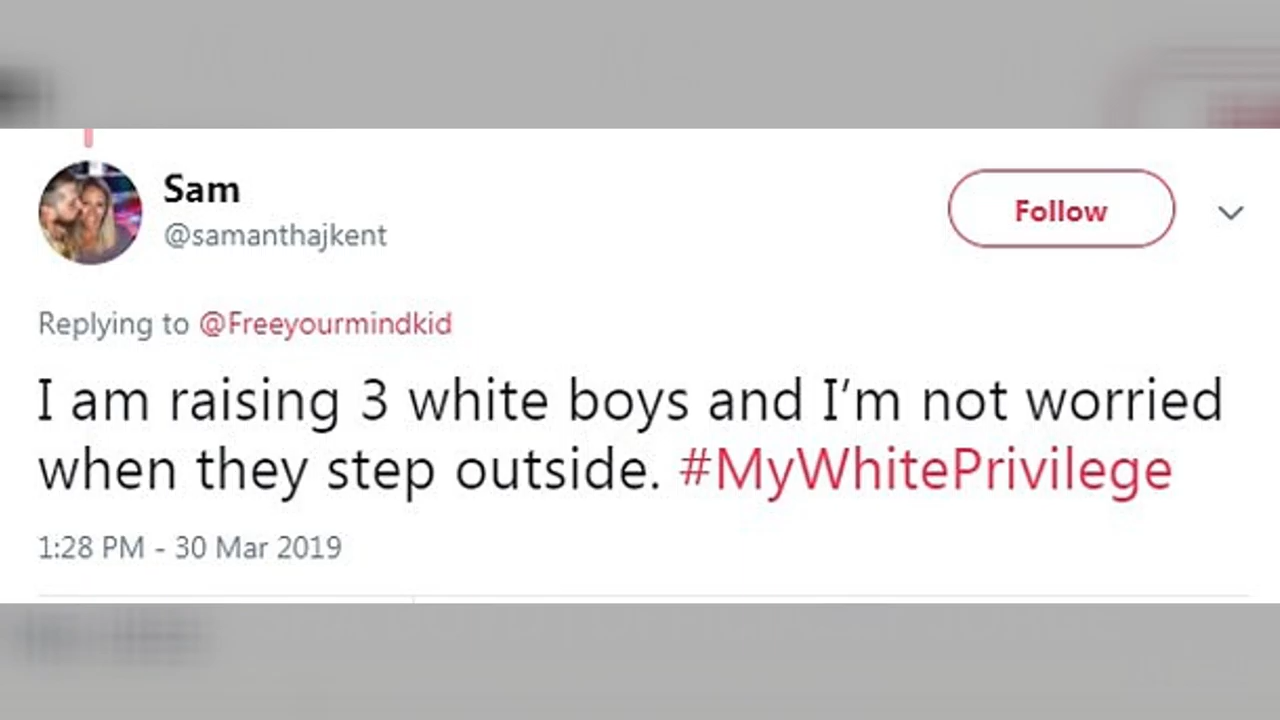 Sam
@samanthajkent
Follow
Replying to @Freeyourmindkid
I am raising 3 white boys and I’m not worried
when they step outside. #MyWhitePrivilege
1:28 PM - 30 Mar 2019